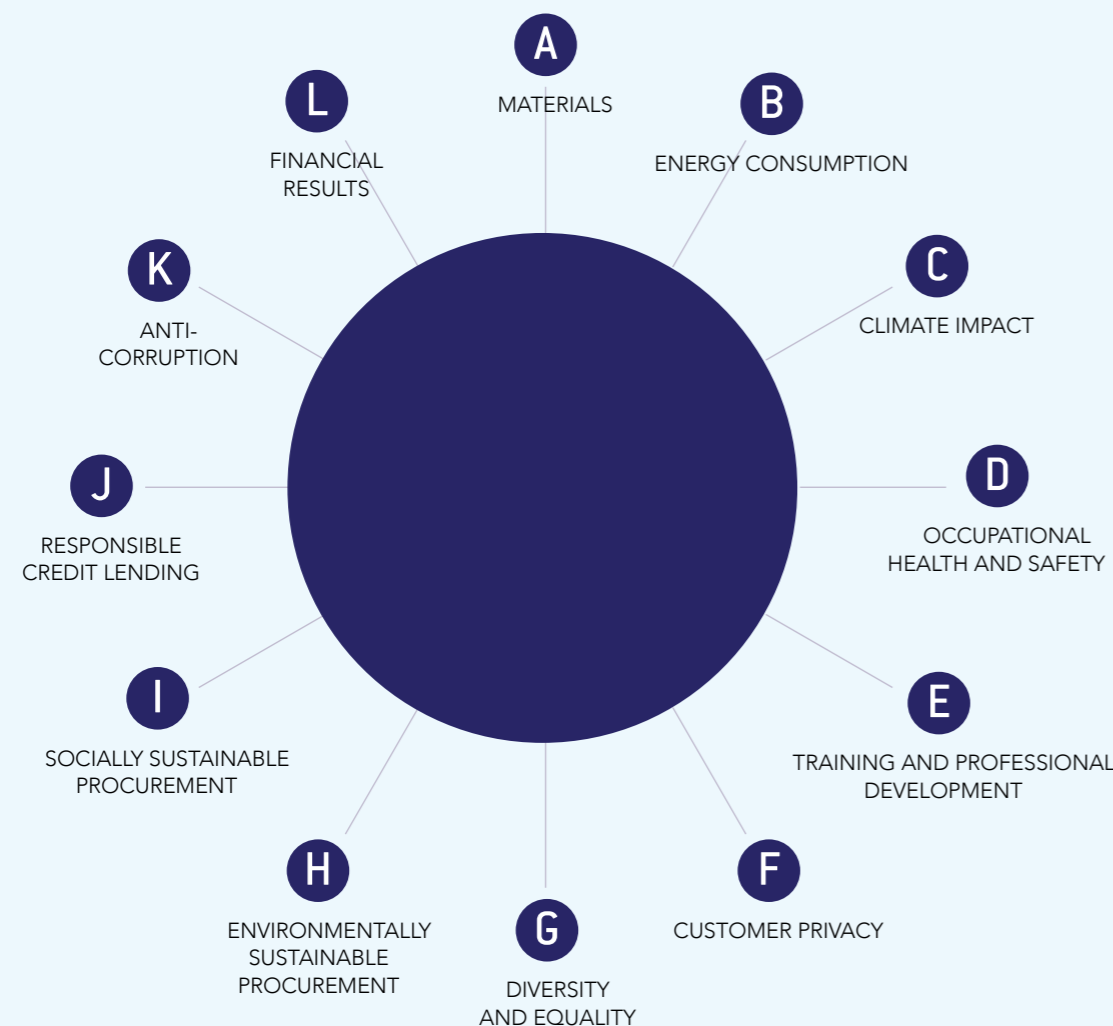 A
MATERIALS
B
ENERGY CONSUMPTION
C
CLIMATE IMPACT
D
OCCUPATIONAL
HEALTH AND SAFETY
E
TRAINING AND PROFESSIONAL
DEVELOPMENT
F
CUSTOMER PRIVACY
G
DIVERSITY
AND EQUALITY
H
ENVIRONMENTALLY
SUSTAINABLE
PROCUREMENT
I
SOCIALLY SUSTAINABLE
PROCUREMENT
J
RESPONSIBLE
CREDIT LENDING
K
ANTI-
CORRUPTION
L
FINANCIAL
RESULTS